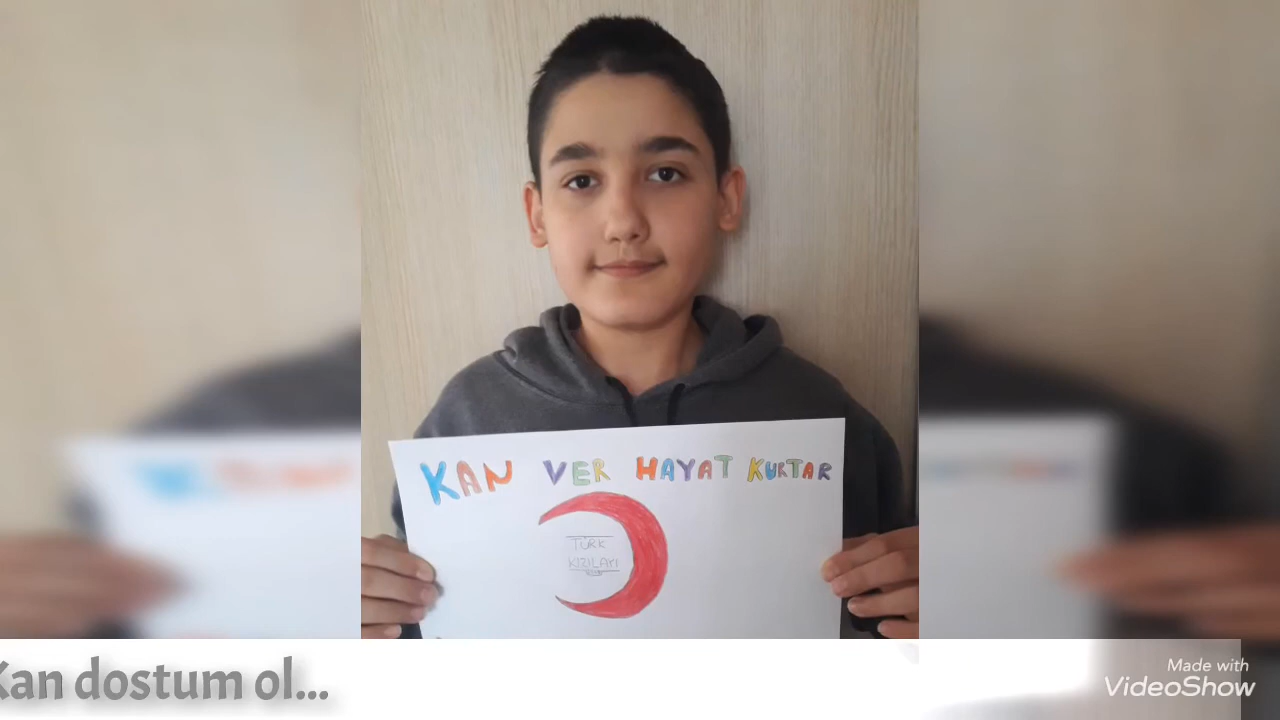 KAN VER HAYAT KURTAR
TÜRK
KIZILAYI
Kan dostum ol...
Made with
VideoShow